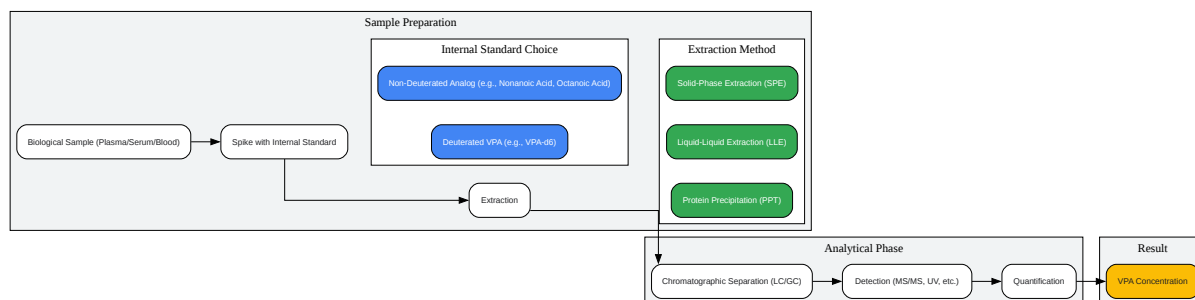 Sample Preparation
Internal Standard Choice
Extraction Method
Non-Deuterated Analog (e.g., Nonanoic Acid, Octanoic Acid)
Solid-Phase Extraction (SPE)
Biological Sample (Plasma/Serum/Blood)
Spike with Internal Standard
Deuterated VPA (e.g., VPA-d6)
Liquid-Liquid Extraction (LLE)
Extraction
Protein Precipitation (PPT)
Analytical Phase
Result
Chromatographic Separation (LC/GC)
Detection (MS/MS, UV, etc.)
Quantification
VPA Concentration